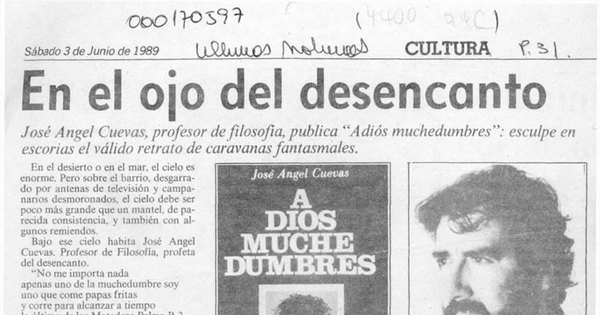 000170597
(4400 srC)
Sábado 3 de Junio de 1989
Ultimas Noticias
CULTURA
P.31.
En el ojo del desencanto
José Angel Cuevas, profesor de filosofía, publica “Adiós muchedumbres”: esculpe en
escorias el válido retrato de caravanas fantasmales.
En el desierto o en el mar, el cielo es
enorme. Pero sobre el barrio, desgarra-
do por antenas de televisión y campa-
narios desmoronados, el cielo debe ser
poco más grande que un mantel, de pa-
recida consistencia, y también con al-
gunos remiendos.
Bajo ese cielo habita José Angel
Cuevas. Profesor de Filosofía, profeta
del desencanto.
“No me importa nada
apenas uno de la muchedumbre soy
uno que come papas fritas
y corre para alcanzar a tiempo
José Angel Cuevas
A
DIOS
MUCHE
DUMBRES